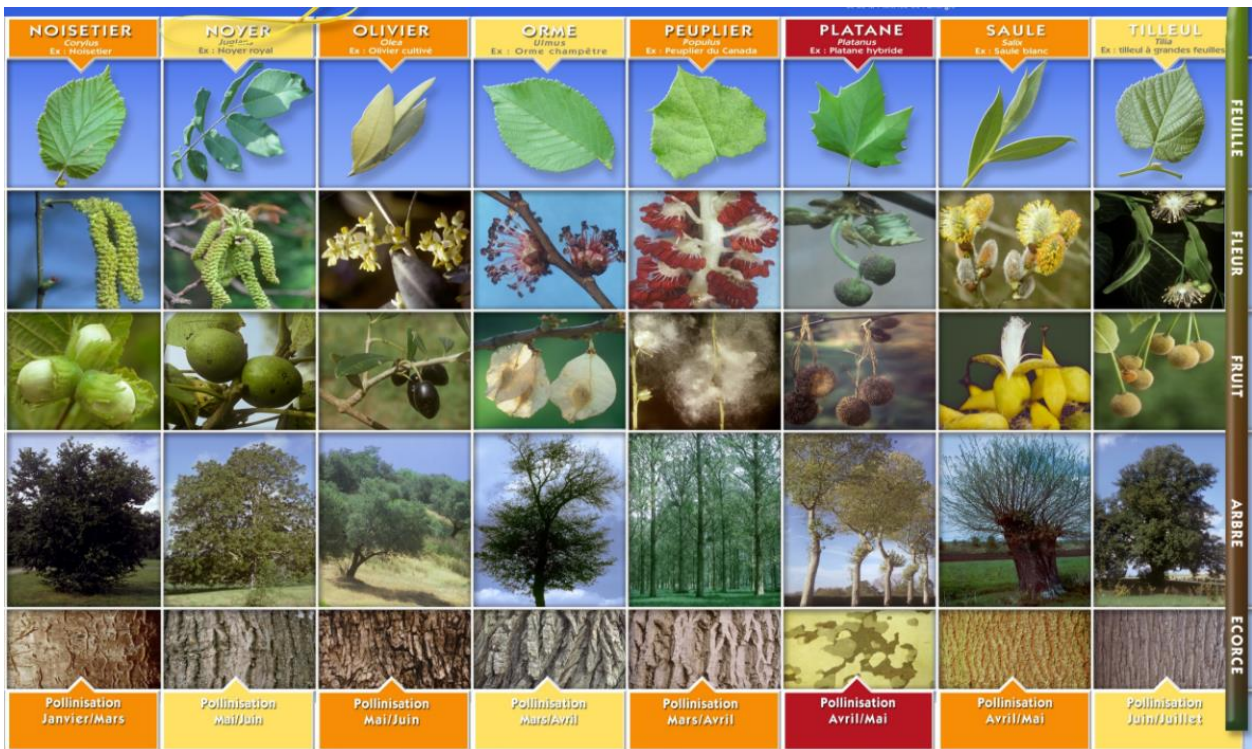 NOISETIER
Corylus
Ex : Noisetier
NOYER
Ex : Noyer royal
OLIVIER
Olea
Ex : Olivier cultivé
ORME
Ulmus
Ex : Orme champêtre
PEUPLIER
Populus
Ex : Peuplier du Canada
PLATANE
Platanus
Ex : Platane hybride
SAULE
Salix
Ex : Saule blanc
TILLEUL
Tilia
Ex : tilleul à grandes feuilles
FEUILLE
FLEUR
FRUIT
ARBRE
ECORCE
Pollinisation
Janvier/Mars
Pollinisation
Mai/Juin
Pollinisation
Mai/Juin
Pollinisation
Mars/Avril
Pollinisation
Mars/Avril
Pollinisation
Avril/Mai
Pollinisation
Avril/Mai
Pollinisation
Juin/Juillet